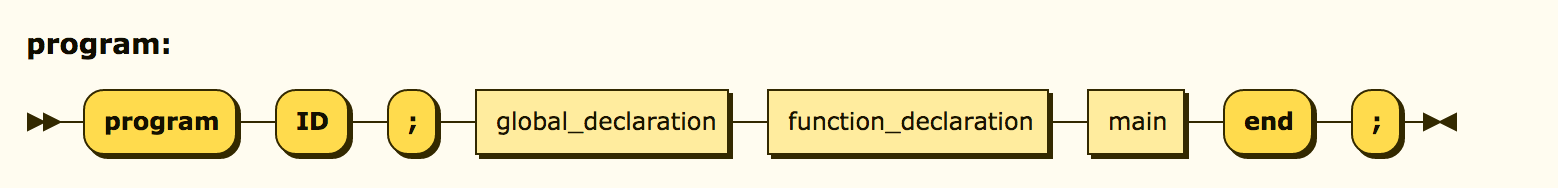 program:
program ID ; global_declaration function_declaration main end ;